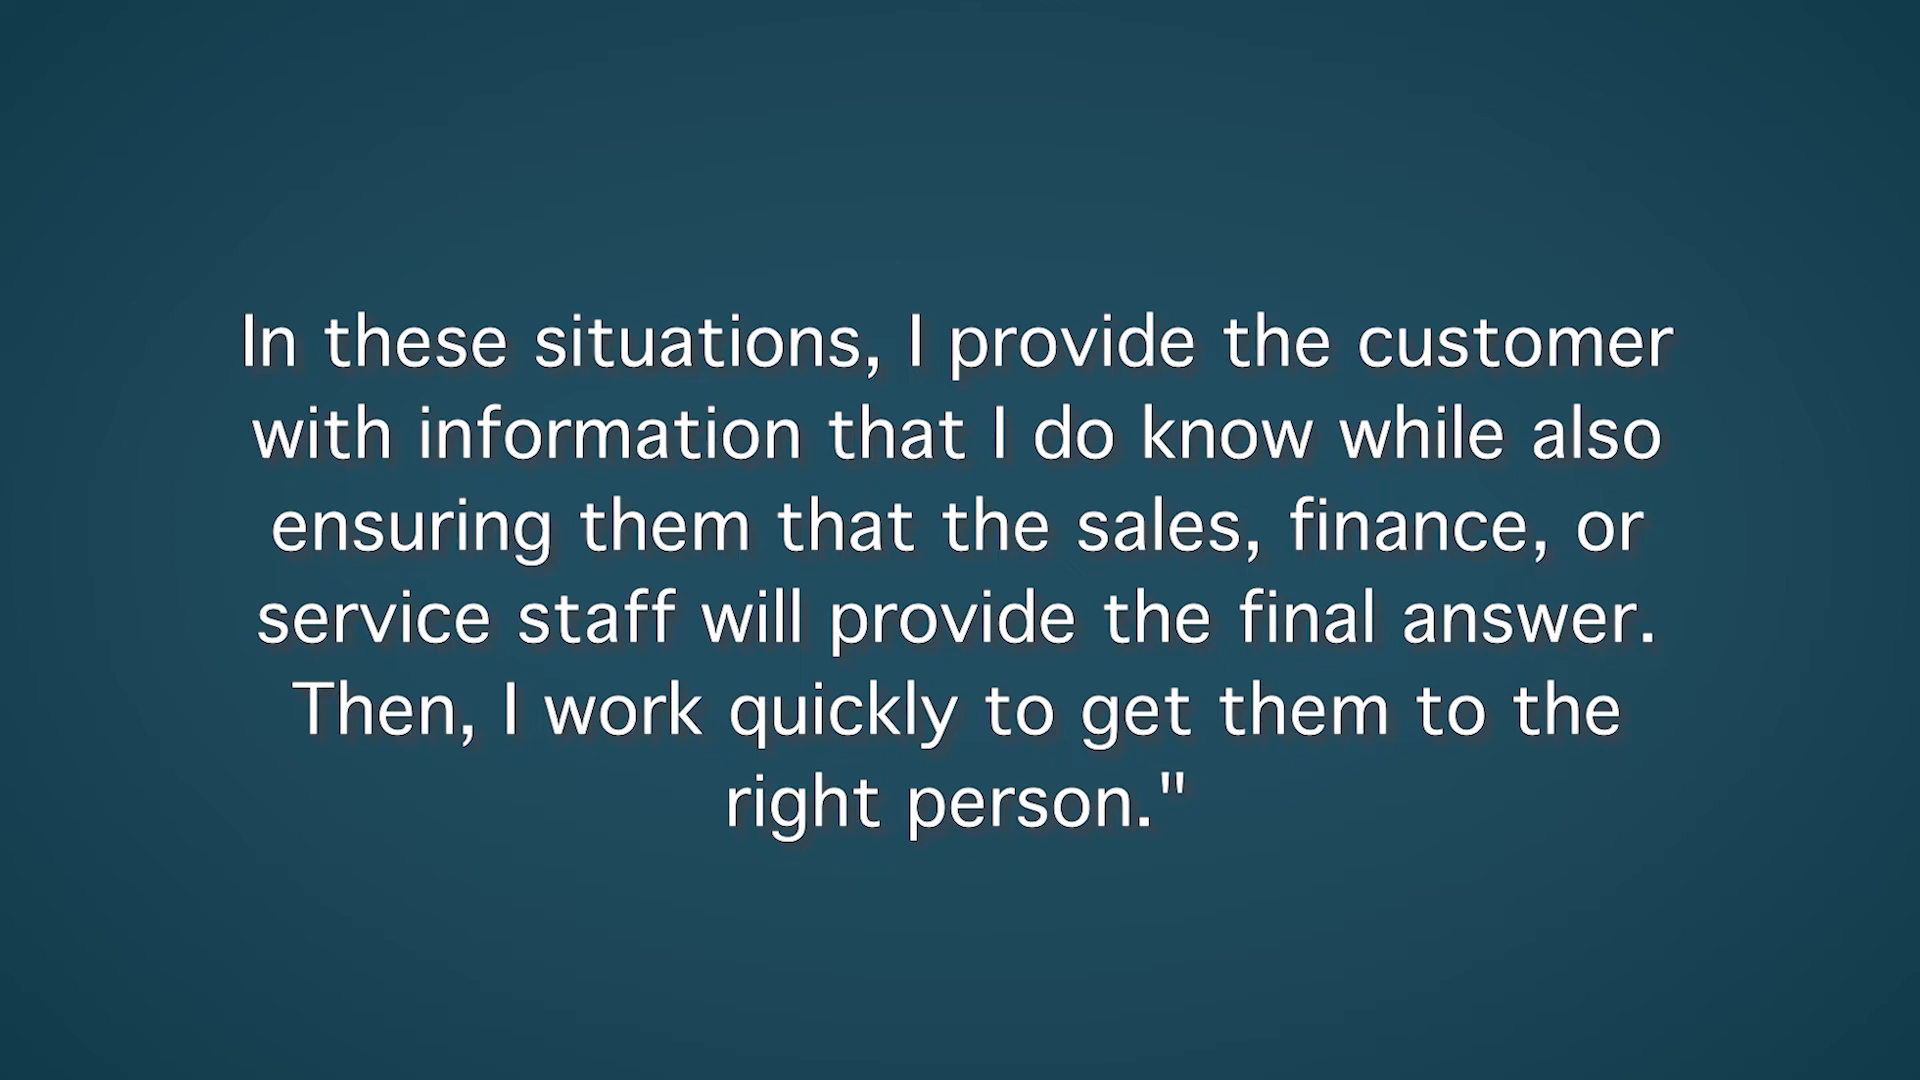 In these situations, I provide the customer
with information that I do know while also
ensuring them that the sales, finance, or
service staff will provide the final answer.
Then, I work quickly to get them to the
right person."